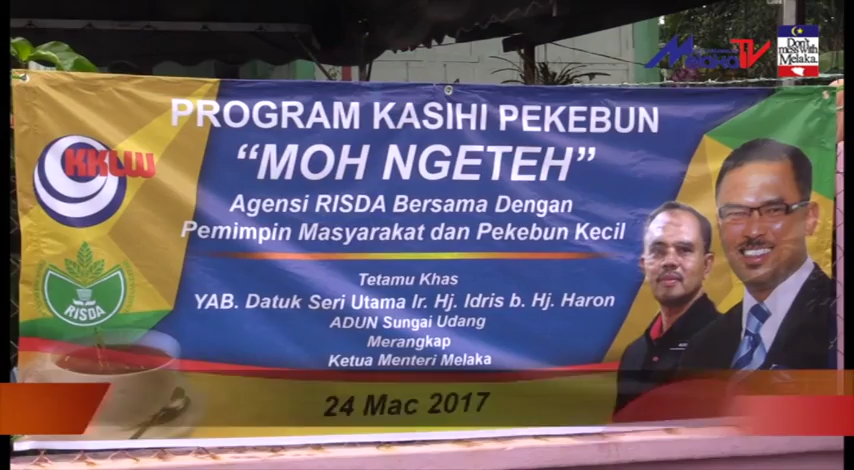 MelakaTV
Don't
mess with
Melaka.
PROGRAM KASIHI PEKEBUN
"MOH NGETEH"
KKLW
Agensi RISDA Bersama Dengan
Pemimpin Masyarakat dan Pekebun Kecil
Tetamu Khas
YAB. Datuk Seri Utama Ir. Hj. Idris b. Hj. Haron
RISDA
ADUN Sungai Udang
Merangkap
Ketua Menteri Melaka
24 Mac 2017